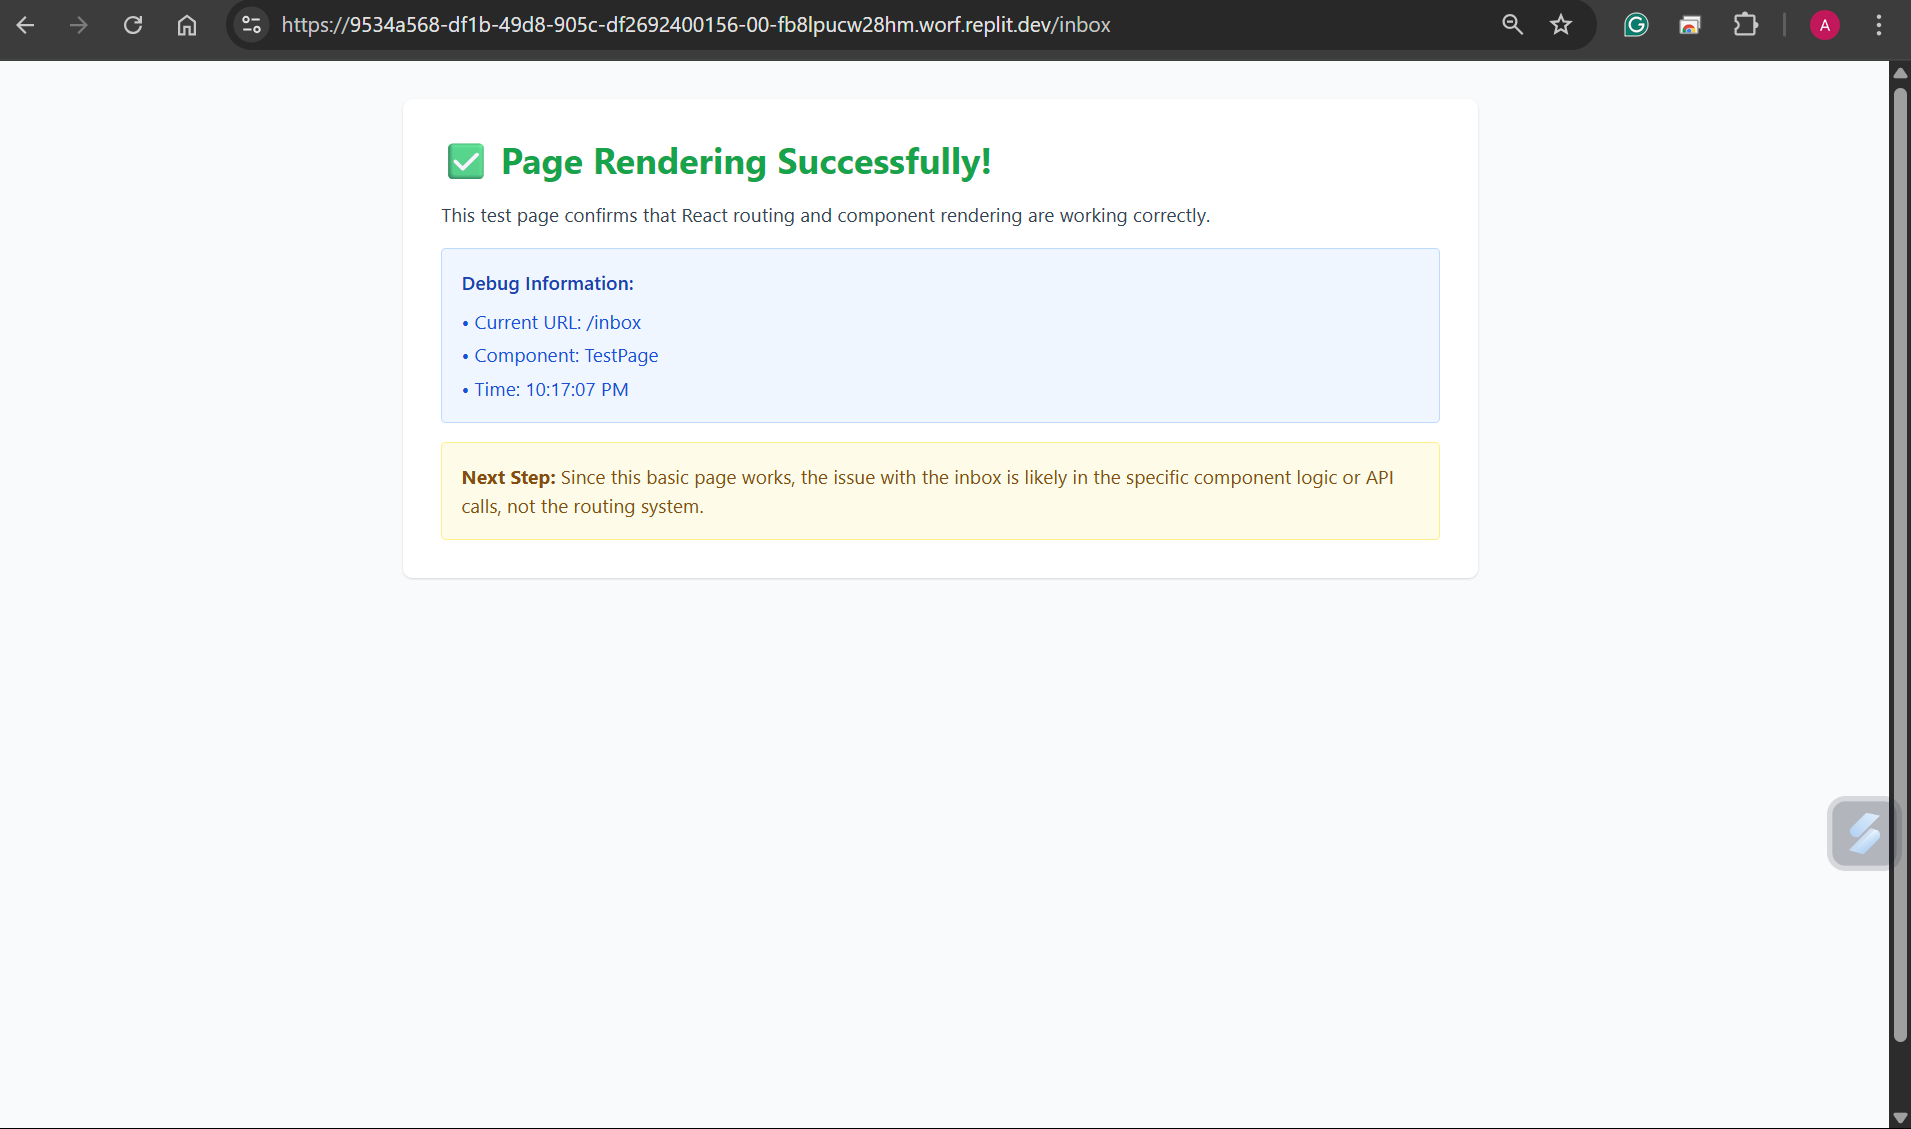 https://9534a568-df1b-49d8-905c-df2692400156-00-fb8lpucw28hm.worf.replit.dev/inbox
A
Page Rendering Successfully!
This test page confirms that React routing and component rendering are working correctly.
Debug Information:
• Current URL: /inbox
• Component: TestPage
• Time: 10:17:07 PM
Next Step: Since this basic page works, the issue with the inbox is likely in the specific component logic or API
calls, not the routing system.